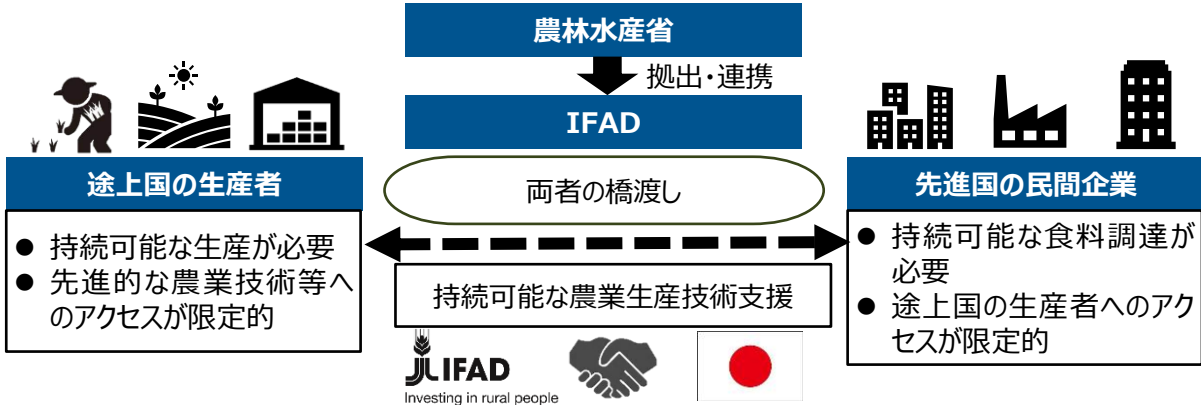 農林水産省
拠出・連携
IFAD
両者の橋渡し
途上国の生産者
● 持続可能な生産が必要
● 先進的な農業技術等へ
のアクセスが限定的
持続可能な農業生産技術支援
IFAD
Investing in rural people
先進国の民間企業
● 持続可能な食料調達が
必要
● 途上国の生産者へのアク
セスが限定的